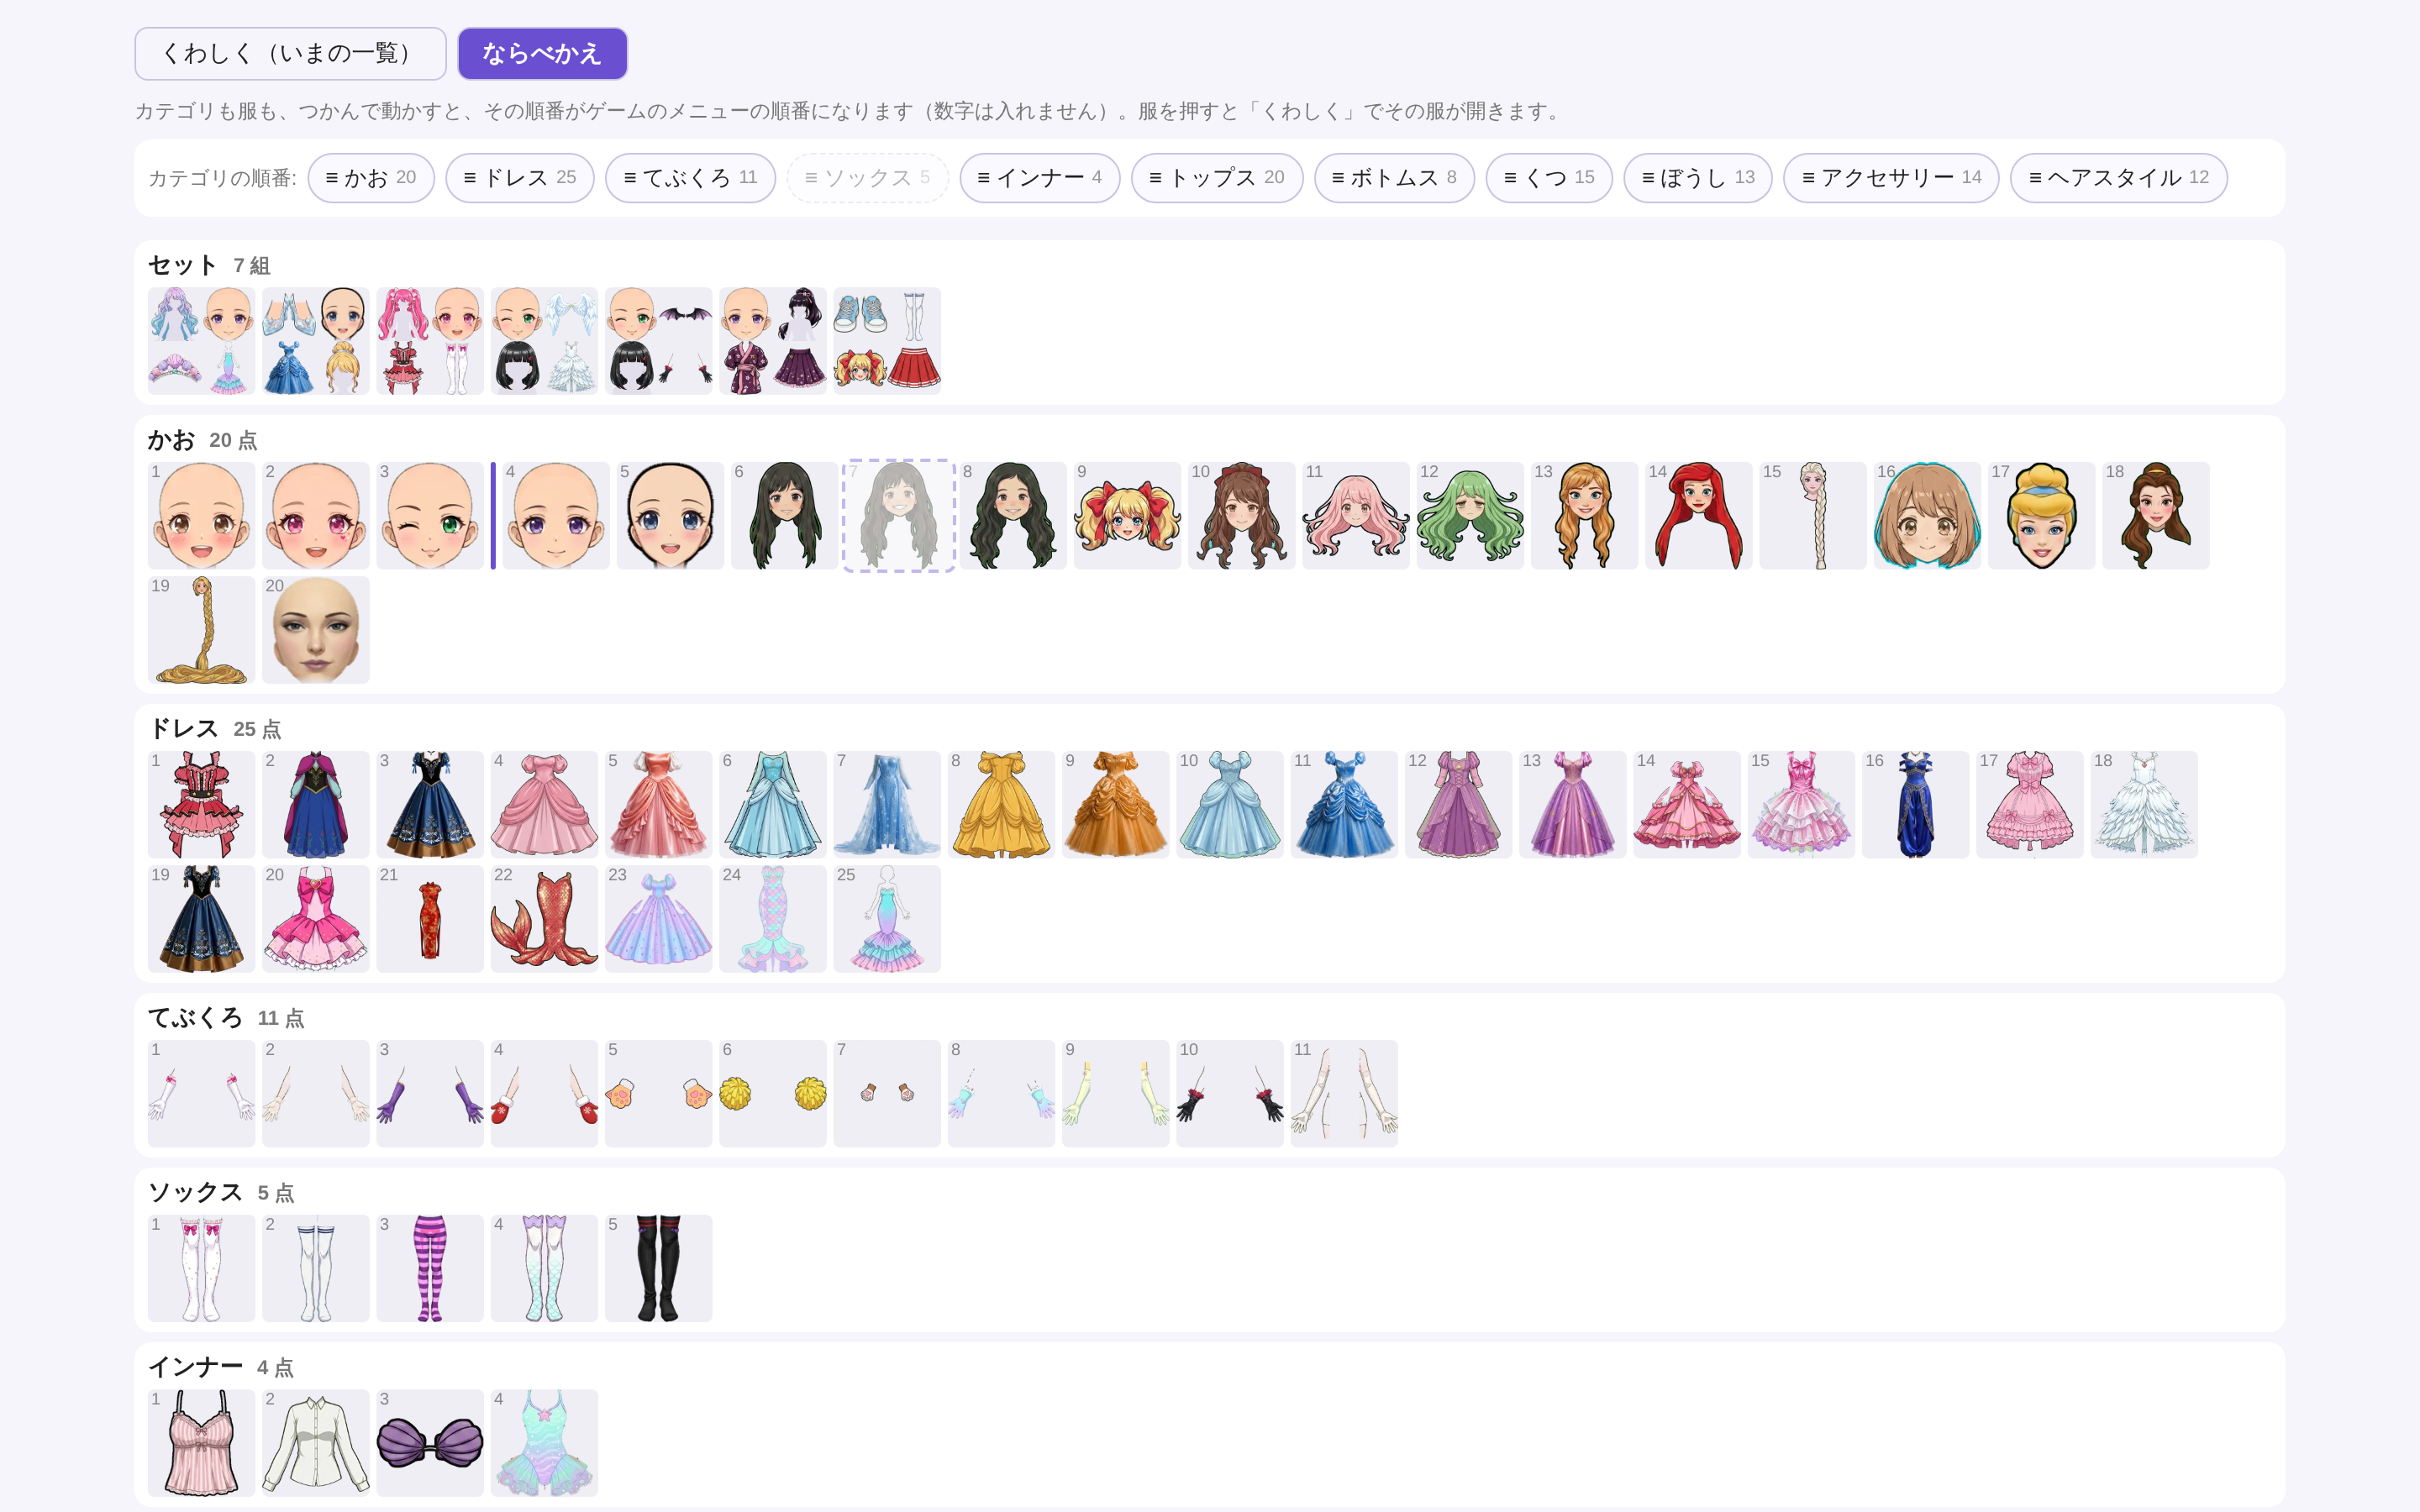 くわしく（いまの一覧） ならべかえ
カテゴリも服も、つかんで動かすと、その順番がゲームのメニューの順番になります（数字は入れません）。服を押すと「くわしく」でその服が開きます。
カテゴリの順番: ≡ かお 20 ≡ ドレス 25 ≡ てぶくろ 11 ≡ ソックス 5 ≡ インナー 4 ≡ トップス 20 ≡ ボトムス 8 ≡ くつ 15 ≡ ぼうし 13 ≡ アクセサリー 14 ≡ ヘアスタイル 12
セット 7 組
かお 20 点
1 2 3 4 5 6 7 8 9 10 11 12 13 14 15 16 17 18
19 20
ドレス 25 点
1 2 3 4 5 6 7 8 9 10 11 12 13 14 15 16 17 18
19 20 21 22 23 24 25
てぶくろ 11 点
1 2 3 4 5 6 7 8 9 10 11
ソックス 5 点
1 2 3 4 5
インナー 4 点
1 2 3 4